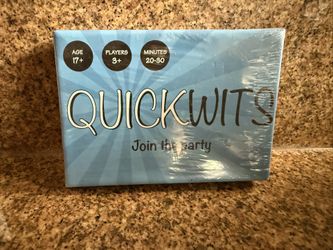 AGE
17+
PLAYERS
3+
MINUTES
20-30
QUICKWITS
Join the party